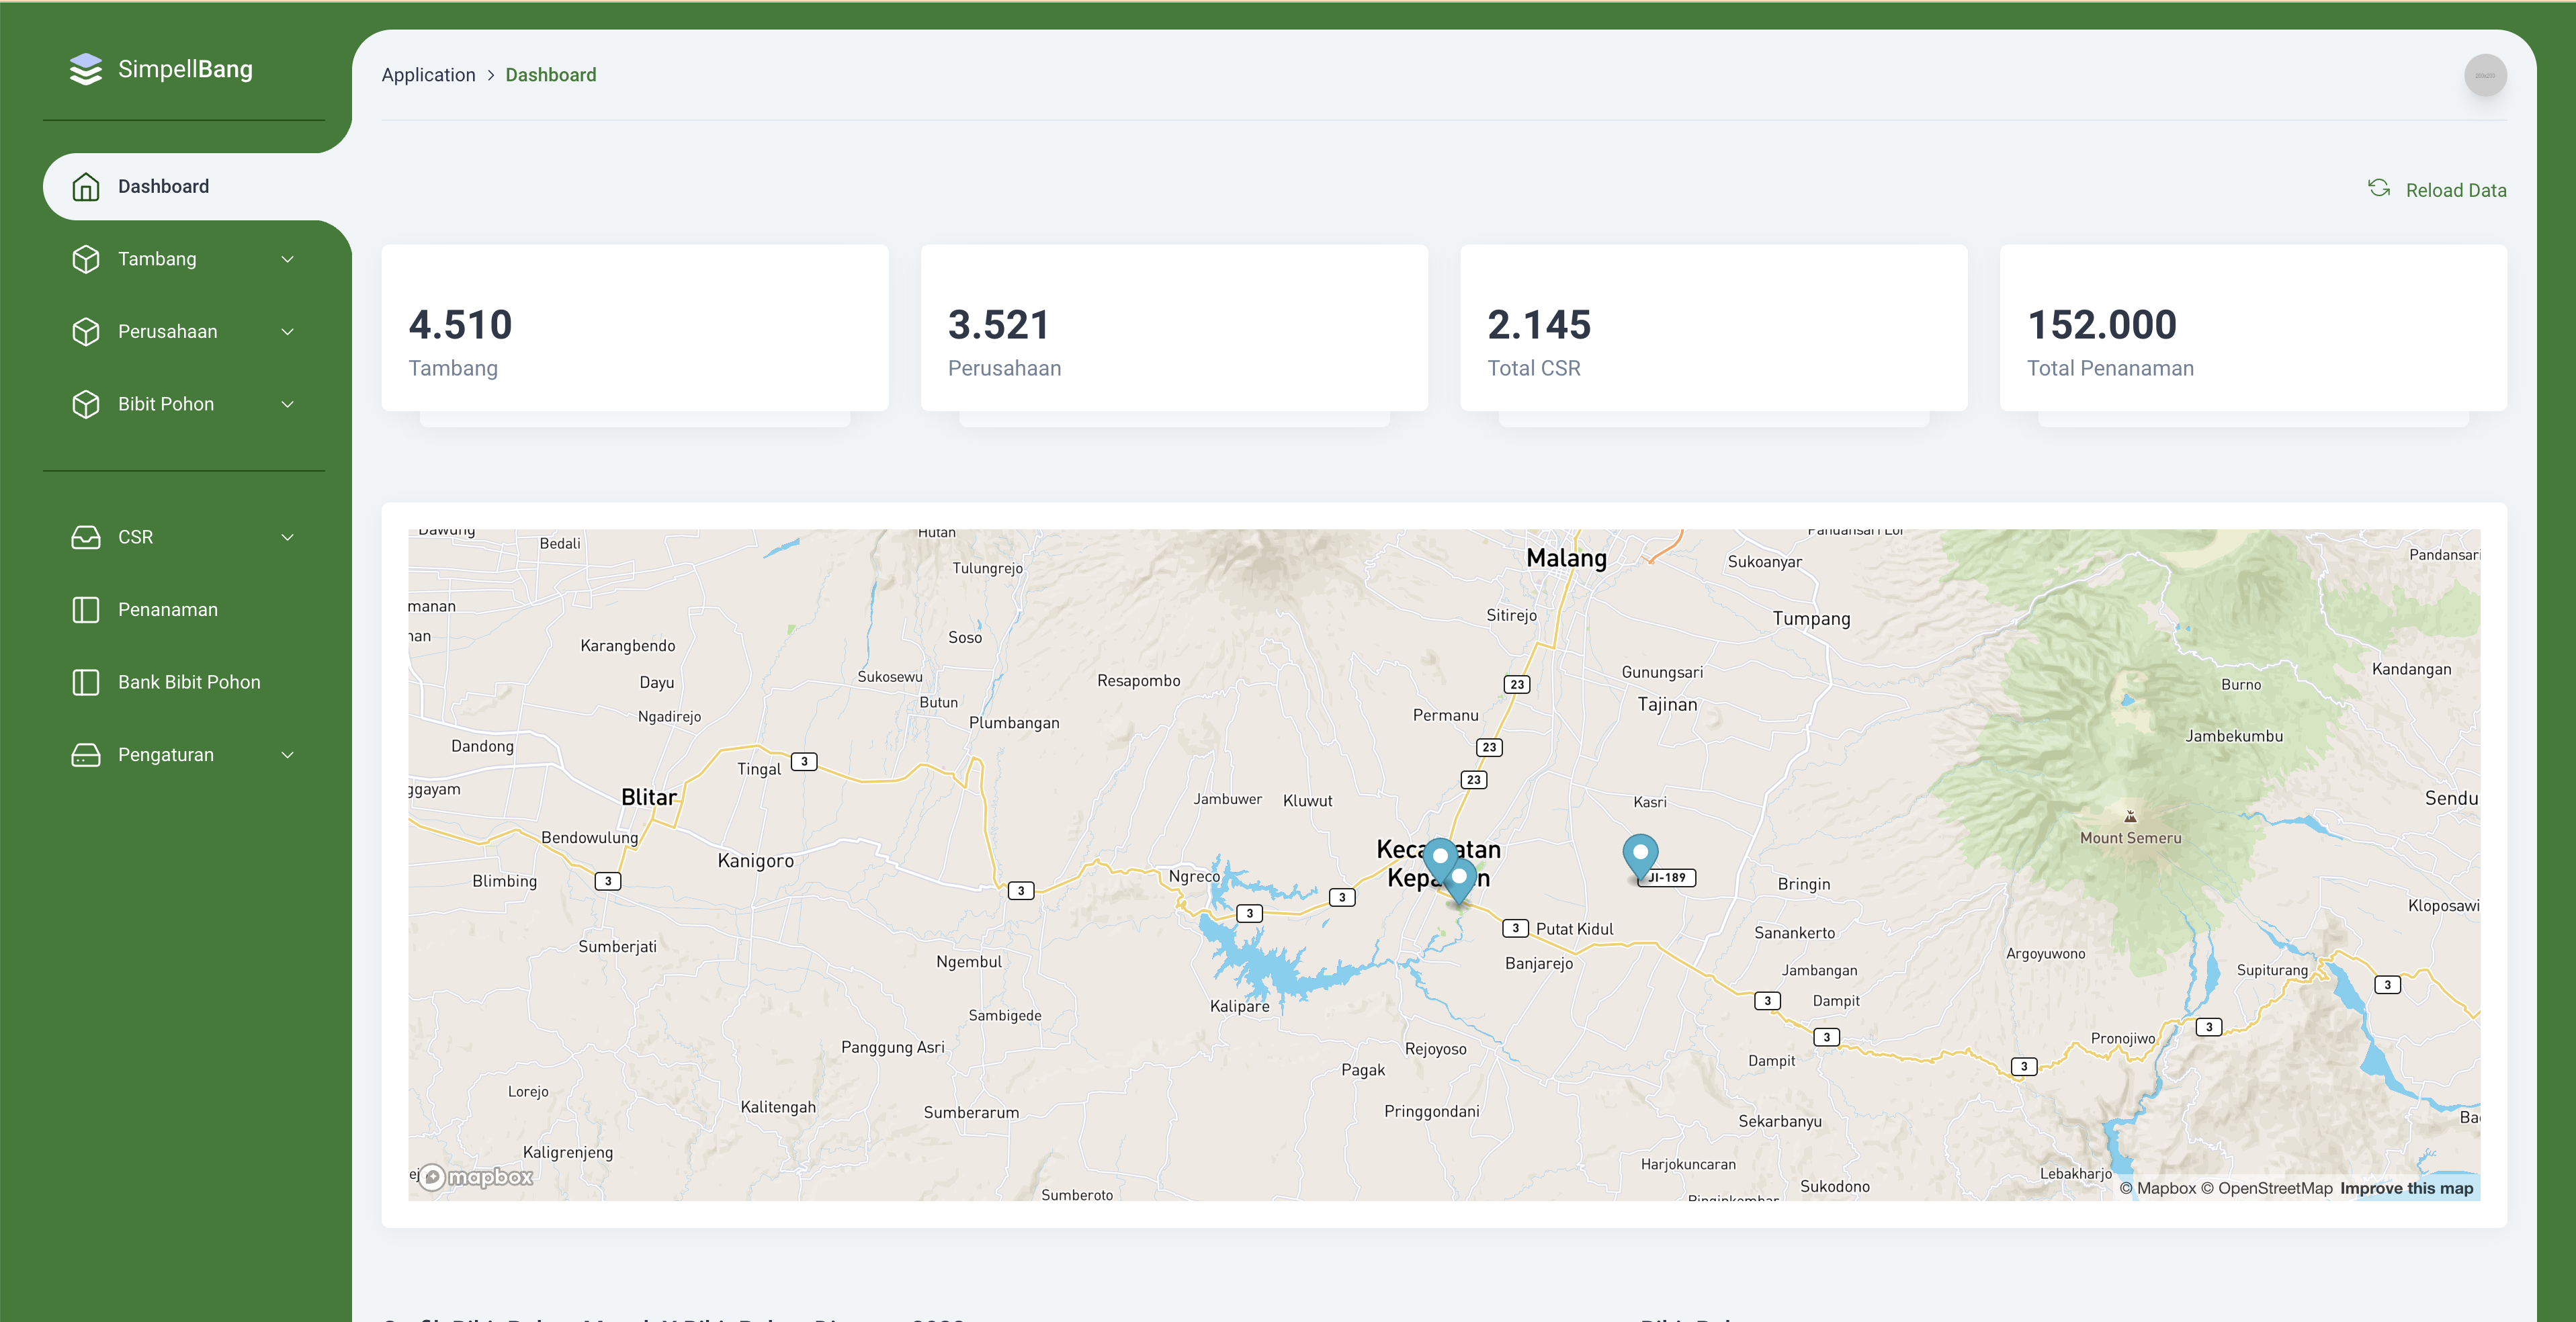 SimpellBang
Application > Dashboard
Dashboard
Tambang
Perusahaan
Bibit Pohon
CSR
Penanaman
Bank Bibit Pohon
Pengaturan
Reload Data
4.510
Tambang
3.521
Perusahaan
2.145
Total CSR
152.000
Total Penanaman
Dawung
Hutan
Malang
Pandansari Lor
Bedali
Tulungrejo
Sukoanyar
Pandansari
manan
Sitirejo
Tumpang
nan
Karangbendo
Soso
Dayu
Sukosewu
Resapombo
Gunungsari
Kandangan
23
Burno
Ngadirejo
Butun
Plumbangan
Permanu
Tajinan
Dandong
23
Jambekumbu
Tingal
3
23
ggayam
Blitar
Jambuwer
Kluwut
Kasri
Sendu
Bendowulung
Mount Semeru
Kanigoro
Blimbing
3
3
Ngreco
3
3
JI-189
Bringin
Kloposawi
3
Putat Kidul
Sanankerto
Sumberjati
Ngembul
Banjarejo
Argoyuwono
Jambangan
Supiturang
3
Kalipare
3
Dampit
Sambigede
3
3
Panggung Asri
Rejoyoso
Pronojiwo
Pagak
Dampit
3
Lorejo
Kalitengah
Sumberarum
Pringgondani
Sekarbanyu
Kaligrenjeng
Harjokuncaran
Lebakharjo
mapbox
Sumberoto
Sukodono
© Mapbox © OpenStreetMap Improve this map